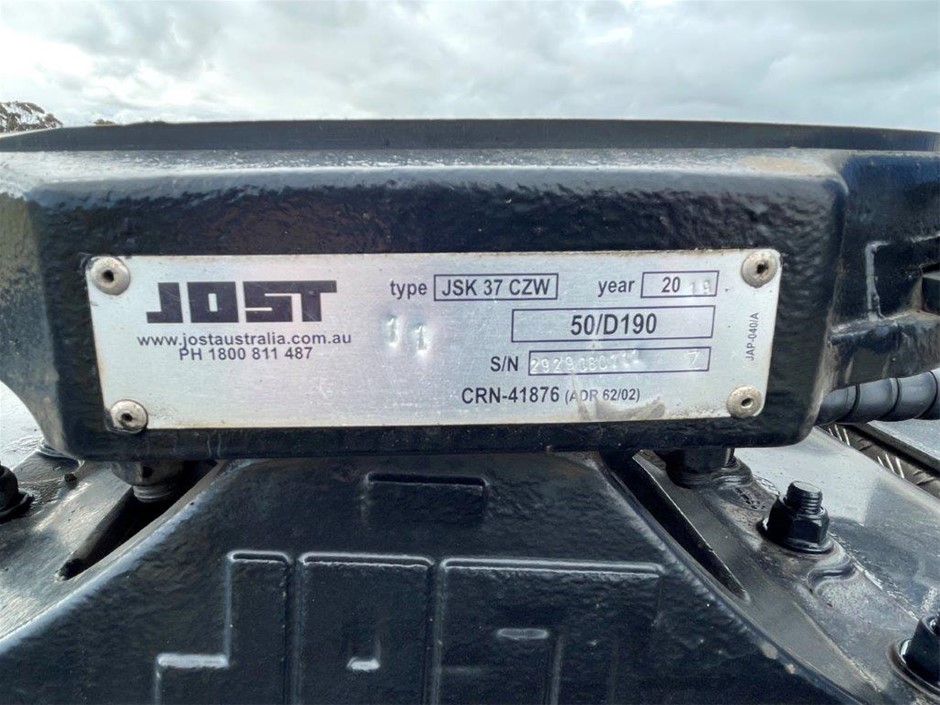 JOST
www.jostaustralia.com.au
PH 1800 811 487
type JSK 37 CZW year 20
11
50/D190
S/N
CRN-41876 (ADR 62/02)
JAP-040/A